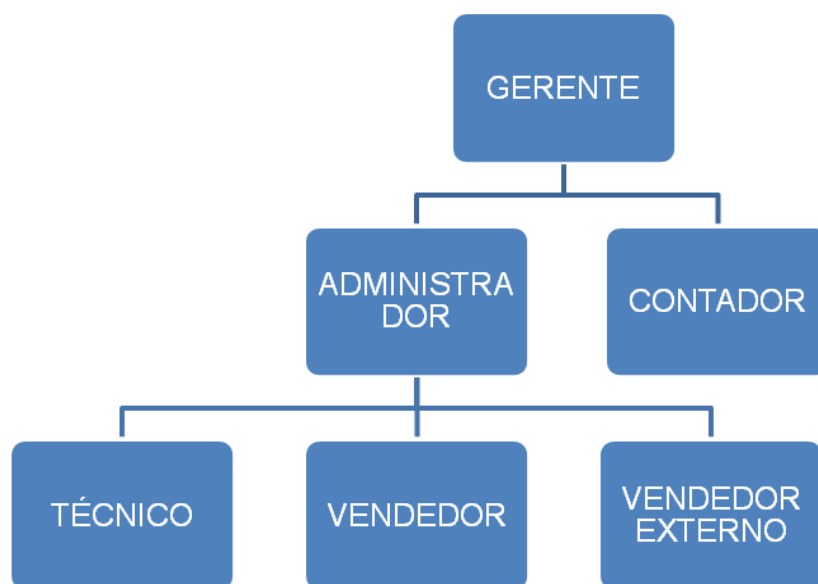 GERENTE
ADMINISTRA
DOR
CONTADOR
TÉCNICO
VENDEDOR
VENDEDOR
EXTERNO